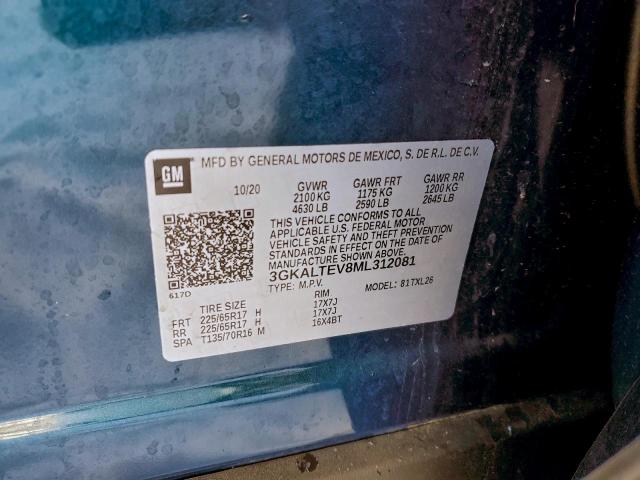 GM MFD BY GENERAL MOTORS DE MEXICO, S. DE R.L. DE C.V.
10/20 GVWR GAWR FRT GAWR RR
2100 KG 1175 KG 1200 KG
4630 LB 2590 LB 2645 LB
THIS VEHICLE CONFORMS TO ALL
APPLICABLE U.S. FEDERAL MOTOR
VEHICLE SAFETY AND THEFT PREVENTION
STANDARDS IN EFFECT ON THE DATE OF
MANUFACTURE SHOWN ABOVE.
3GKALTEV8ML312081
617D TYPE: M.P.V. MODEL: 81TXL26
TIRE SIZE RIM
FRT 225/65R17 H 17X7J
RR 225/65R17 H 17X7J
SPA T135/70R16 M 16X4BT